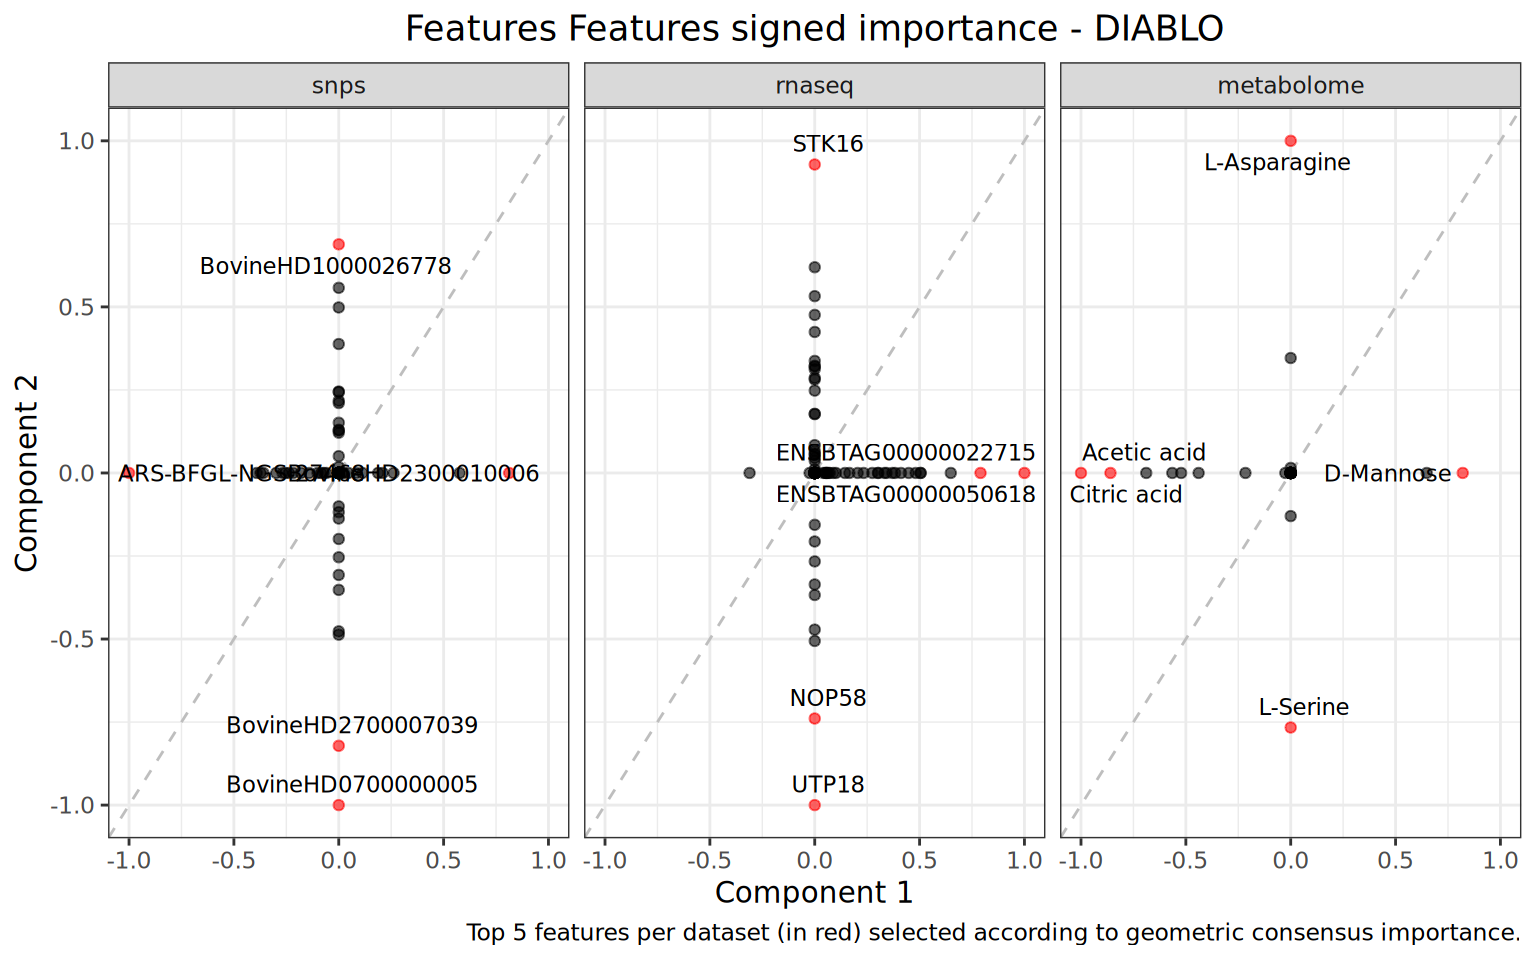 Features Features signed importance - DIABLO
snps
rnaseq
metabolome
Component 2
1.0
0.5
0.0
-0.5
-1.0
BovineHD1000026778
BovineHD2700007039
BovineHD0700000005
STK16
ENSBTAG00000022715
ENSBTAG00000050618
NOP58
UTP18
L-Asparagine
Acetic acid
D-Mannose
Citric acid
L-Serine
-1.0 -0.5 0.0 0.5 1.0
-1.0 -0.5 0.0 0.5 1.0
-1.0 -0.5 0.0 0.5 1.0
Component 1
Top 5 features per dataset (in red) selected according to geometric consensus importance.